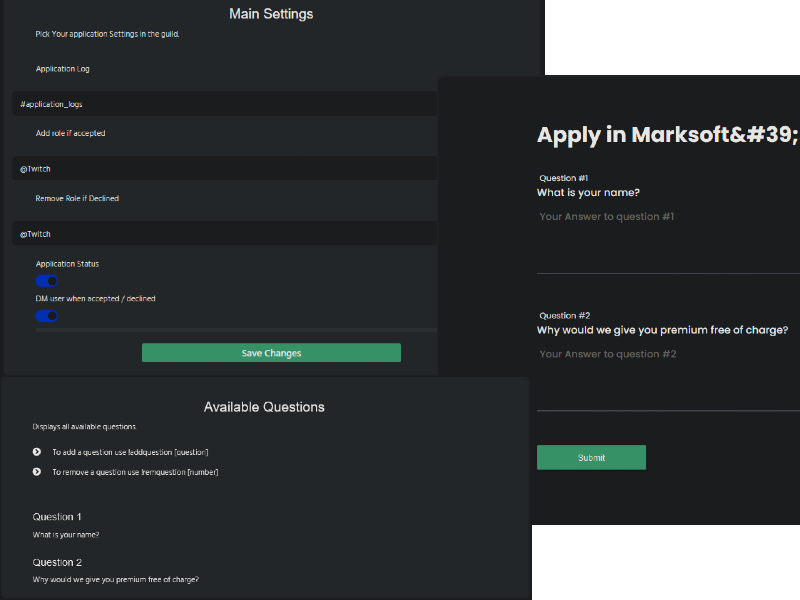 Main Settings
Pick Your application Settings in the guild.
Application Log
#application_logs
Add role if accepted
@Twitch
Remove Role if Declined
@Twitch
Application Status
DM user when accepted / declined
Save Changes
Available Questions
Displays all available questions.
To add a question use !addquestion [question]
To remove a question use !remquestion [number]
Question 1
What is your name?
Question 2
Why would we give you premium free of charge?
Apply in Marksoft&#39;
Question #1
What is your name?
Your Answer to question #1
Question #2
Why would we give you premium free of charge?
Your Answer to question #2
Submit